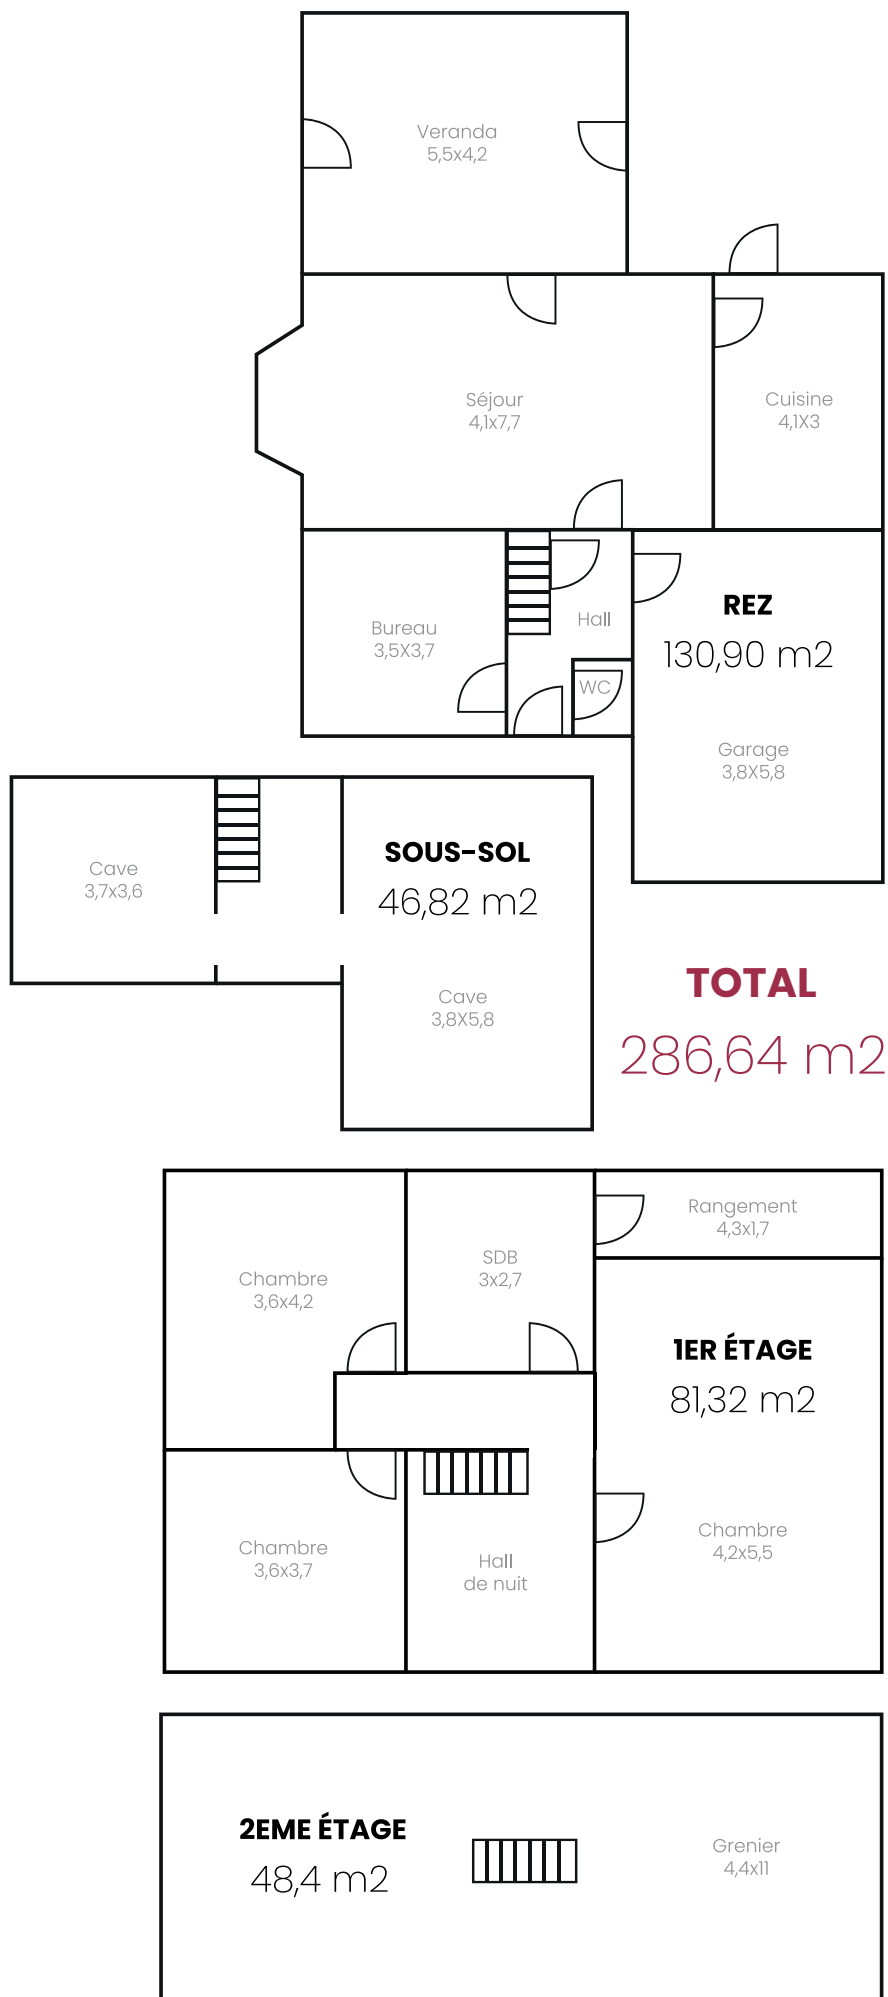 Veranda
5,5x4,2
Séjour
4,1x7,7
Cuisine
4,1X3
Bureau
3,5X3,7
Hall
WC
REZ
130,90 m2
Garage
3,8X5,8
Cave
3,7x3,6
SOUS-SOL
46,82 m2
Cave
3,8X5,8
TOTAL
286,64 m2
Rangement
4,3x1,7
SDB
3x2,7
Chambre
3,6x4,2
1ER ÉTAGE
81,32 m2
Chambre
4,2x5,5
Chambre
3,6x3,7
Hall
de nuit
2EME ÉTAGE
48,4 m2
Grenier
4,4x11